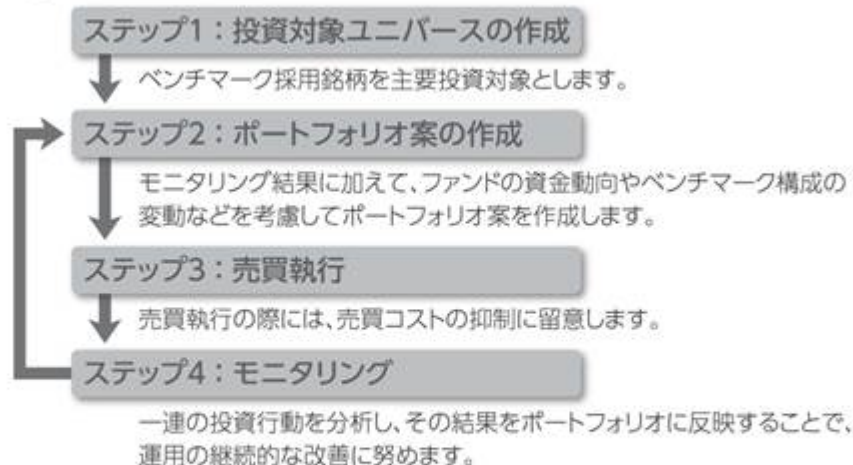 ステップ1：投資対象ユニバースの作成
ベンチマーク採用銘柄を主要投資対象とします。
ステップ2：ポートフォリオ案の作成
モニタリング結果に加えて、ファンドの資金動向やベンチマーク構成の
変動などを考慮してポートフォリオ案を作成します。
ステップ3：売買執行
売買執行の際には、売買コストの抑制に留意します。
ステップ4：モニタリング
一連の投資行動を分析し、その結果をポートフォリオに反映することで、
運用の継続的な改善に努めます。